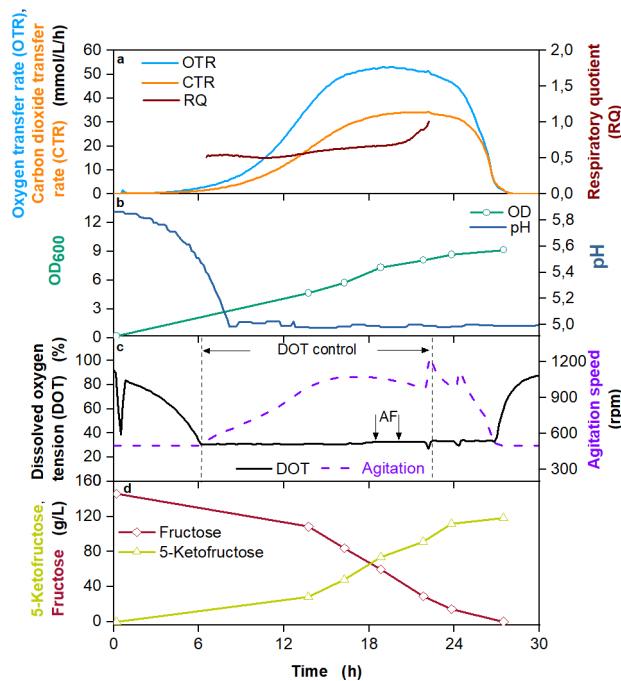 Oxygen transfer rate (OTR),
Carbon dioxide transfer
rate (CTR)
(mmol/L/h)
60
50
40
30
20
10
0
a
OTR
CTR
RQ
2,0
1,5
1,0
0,5
0,0
Respiratory quotient
(RQ)
OD600
12
9
6
3
0
b
OD
pH
5,8
5,6
5,4
5,2
5,0
pH
Dissolved oxygen
tension (DOT) (%)
100
80
60
40
20
c
DOT control
AF
DOT
Agitation
1200
900
600
300
Agitation speed
(rpm)
5-Ketofructose,
Fructose (g/L)
160
120
80
40
0
d
Fructose
5-Ketofructose
0 6 12 18 24 30
Time (h)